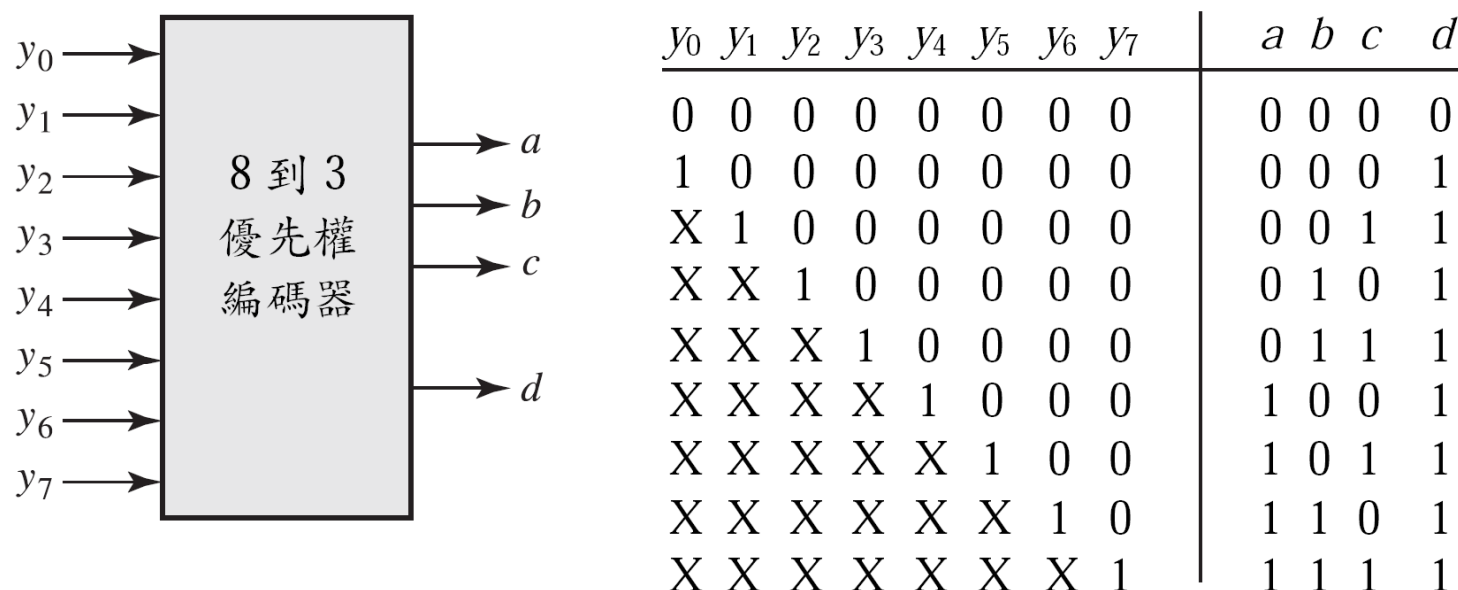 y0
y1
y2
y3
y4
y5
y6
y7
8 到 3
優先權
編碼器
a
b
c
d
y0 y1 y2 y3 y4 y5 y6 y7 a b c d
0 0 0 0 0 0 0 0 0 0 0 0
1 0 0 0 0 0 0 0 0 0 0 1
X 1 0 0 0 0 0 0 0 0 1 1
X X 1 0 0 0 0 0 0 1 0 1
X X X 1 0 0 0 0 0 1 1 1
X X X X 1 0 0 0 1 0 0 1
X X X X X 1 0 0 1 0 1 1
X X X X X X 1 0 1 1 0 1
X X X X X X X 1 1 1 1 1